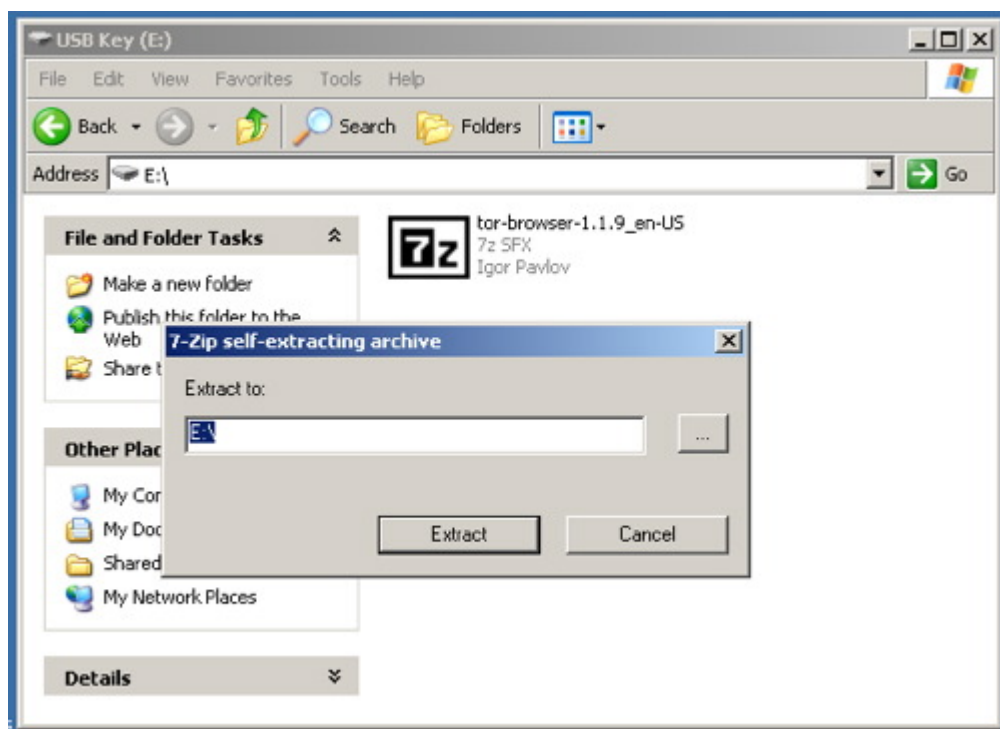 USB Key (E:)
File Edit View Favorites Tools Help
Back Search Folders
Address E:\ Go
File and Folder Tasks
Make a new folder
Publish this folder to the
Web
Share t
Other Plac
My Cor
My Doc
Shared
My Network Places
Details
7z
tor-browser-1.1.9_en-US
7z SFX
Igor Pavlov
7-Zip self-extracting archive
Extract to:
E:\
...
Extract Cancel